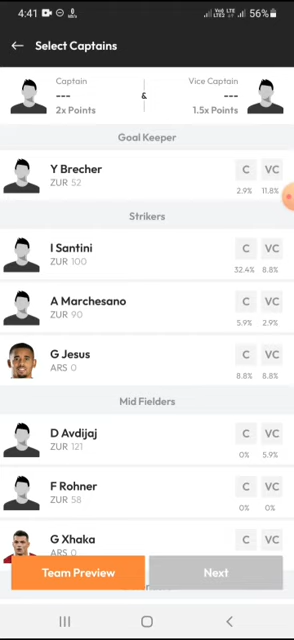 4:41 56%
Select Captains
Captain Vice Captain
--- & ---
2x Points 1.5x Points
Goal Keeper
Y Brecher C VC
ZUR 52 2.9% 11.8%
Strikers
I Santini C VC
ZUR 100 32.4% 8.8%
A Marchesano C VC
ZUR 90 5.9% 2.9%
G Jesus C VC
ARS 0 8.8% 8.8%
Mid Fielders
D Avdijaj C VC
ZUR 121 0% 5.9%
F Rohner C VC
ZUR 58 0% 0%
G Xhaka C VC
ARS 0
Team Preview Next